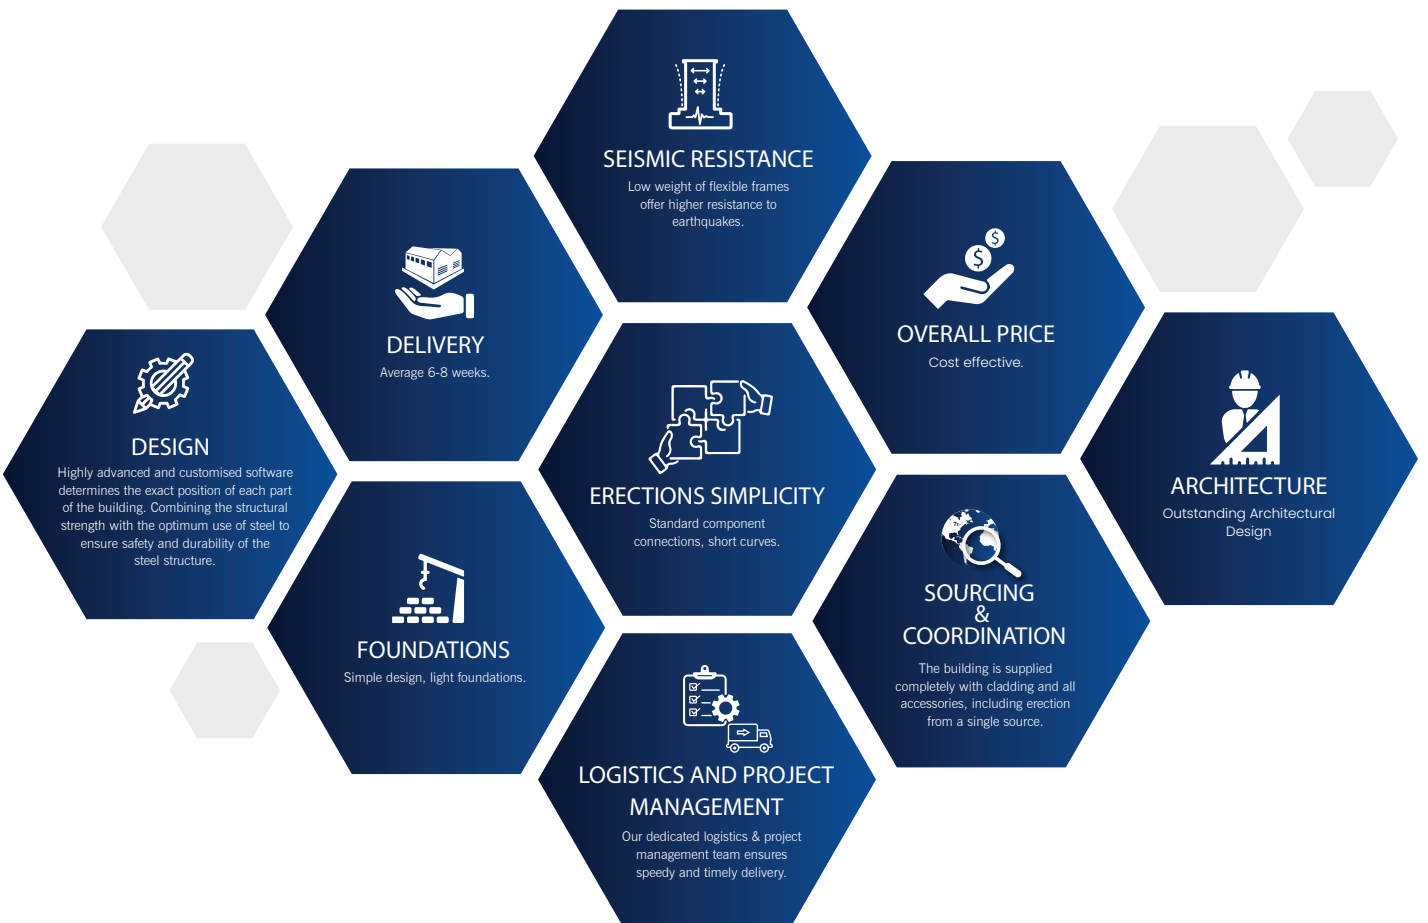 SEISMIC RESISTANCE
Low weight of flexible frames
offer higher resistance to
earthquakes.
DELIVERY
Average 6-8 weeks.
OVERALL PRICE
Cost effective.
DESIGN
Highly advanced and customised software
determines the exact position of each part
of the building. Combining the structural
strength with the optimum use of steel to
ensure safety and durability of the
steel structure.
ERECTIONS SIMPLICITY
Standard component
connections, short curves.
ARCHITECTURE
Outstanding Architectural
Design
FOUNDATIONS
Simple design, light foundations.
SOURCING
&
COORDINATION
The building is supplied
completely with cladding and all
accessories, including erection
from a single source.
LOGISTICS AND PROJECT
MANAGEMENT
Our dedicated logistics & project
management team ensures
speedy and timely delivery.